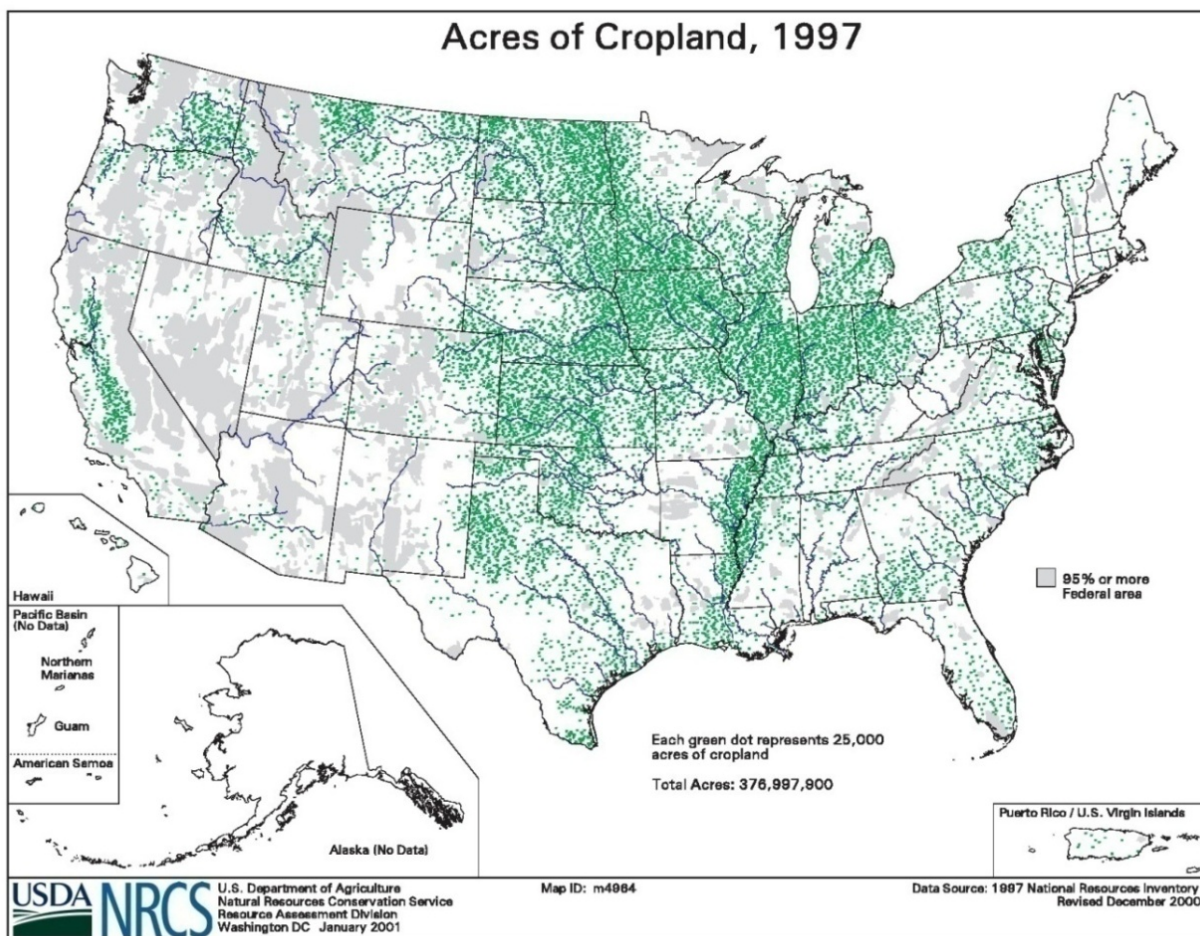 Acres of Cropland, 1997
95% or more
Federal area
Hawaii
Pacific Basin
(No Data)
Northern
Marianas
Guam
American Samoa
Each green dot represents 25,000
acres of cropland
Total Acres: 376,997,900
Alaska (No Data)
Puerto Rico / U.S. Virgin Islands
USDA
NRCS
U.S. Department of Agriculture
Natural Resources Conservation Service
Resource Assessment Division
Washington DC January 2001
Map ID: m4964
Data Source: 1997 National Resources Inventory
Revised December 2000